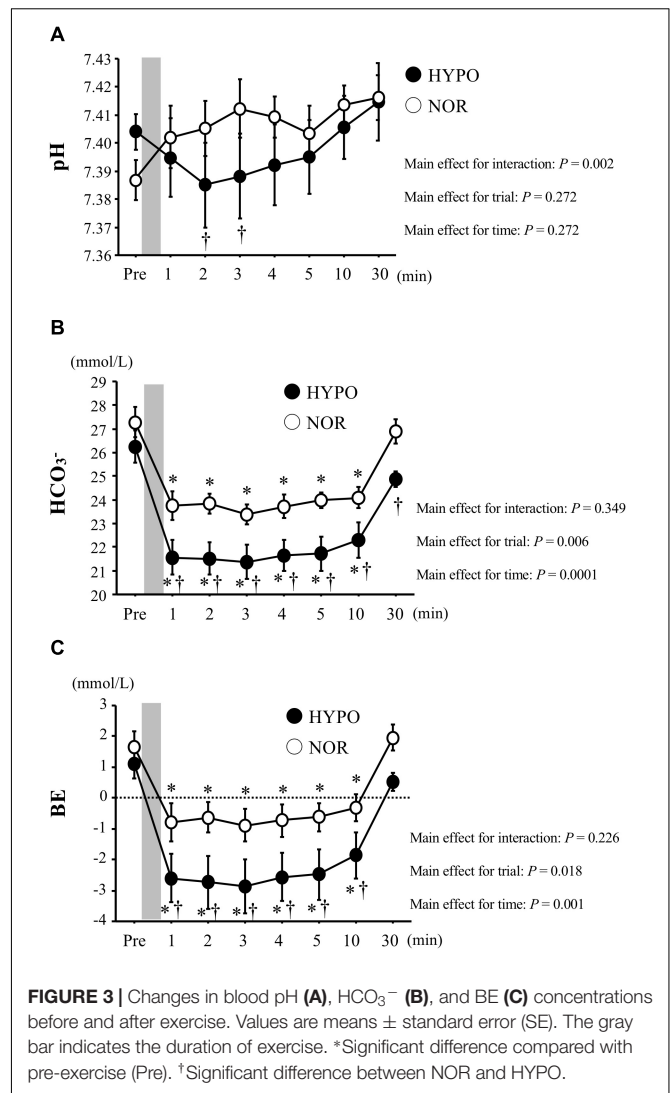 A
7.43
7.42
7.41
7.40
7.39
7.38
7.37
7.36
pH
HYPO
NOR
Main effect for interaction: P = 0.002
Main effect for trial: P = 0.272
Main effect for time: P = 0.272
† †
Pre 1 2 3 4 5 10 30 (min)
B
(mmol/L)
29
28
27
26
25
24
23
22
21
20
HCO₃⁻
HYPO
NOR
* * * * * *
†
*† *† *† *† *† *†
Main effect for interaction: P = 0.349
Main effect for trial: P = 0.006
Main effect for time: P = 0.0001
Pre 1 2 3 4 5 10 30 (min)
C
(mmol/L)
3
2
1
0
-1
-2
-3
-4
BE
HYPO
NOR
* * * * * *
*† *† *† *† *† *†
Main effect for interaction: P = 0.226
Main effect for trial: P = 0.018
Main effect for time: P = 0.001
Pre 1 2 3 4 5 10 30 (min)
FIGURE 3 | Changes in blood pH (A), HCO₃⁻ (B), and BE (C) concentrations
before and after exercise. Values are means ± standard error (SE). The gray
bar indicates the duration of exercise. *Significant difference compared with
pre-exercise (Pre). †Significant difference between NOR and HYPO.